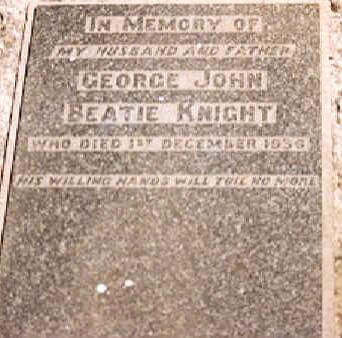 IN MEMORY OF
MY HUSBAND AND FATHER
GEORGE JOHN
BEATIE KNIGHT
WHO DIED 1ST DECEMBER 1956
HIS WILLING HANDS WILL TOIL NO MORE